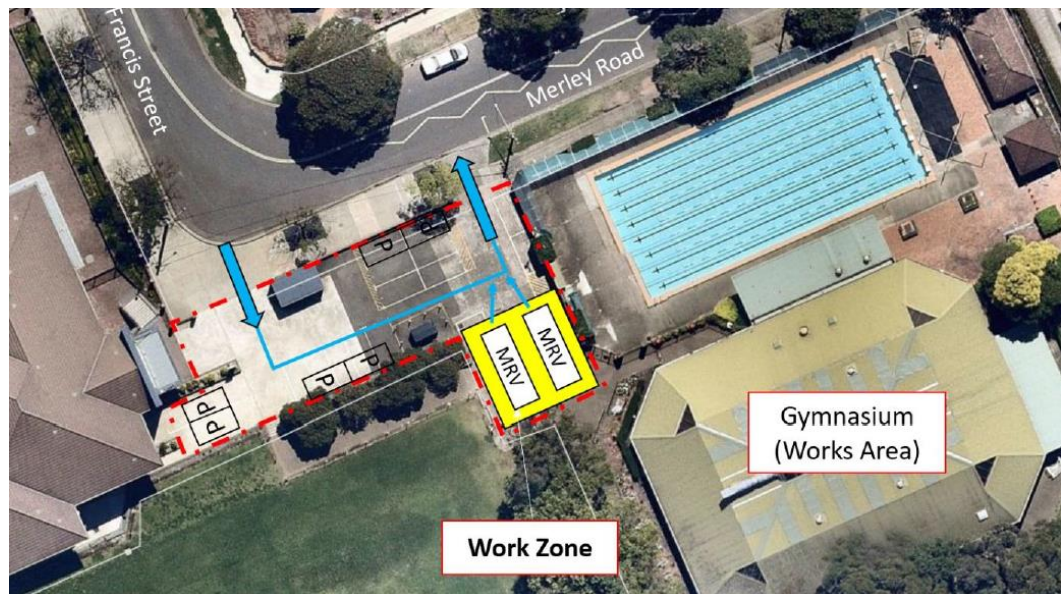 Francis Street
Merley Road
P
P
P
P
P
P
MRV
MRV
Gymnasium
(Works Area)
Work Zone